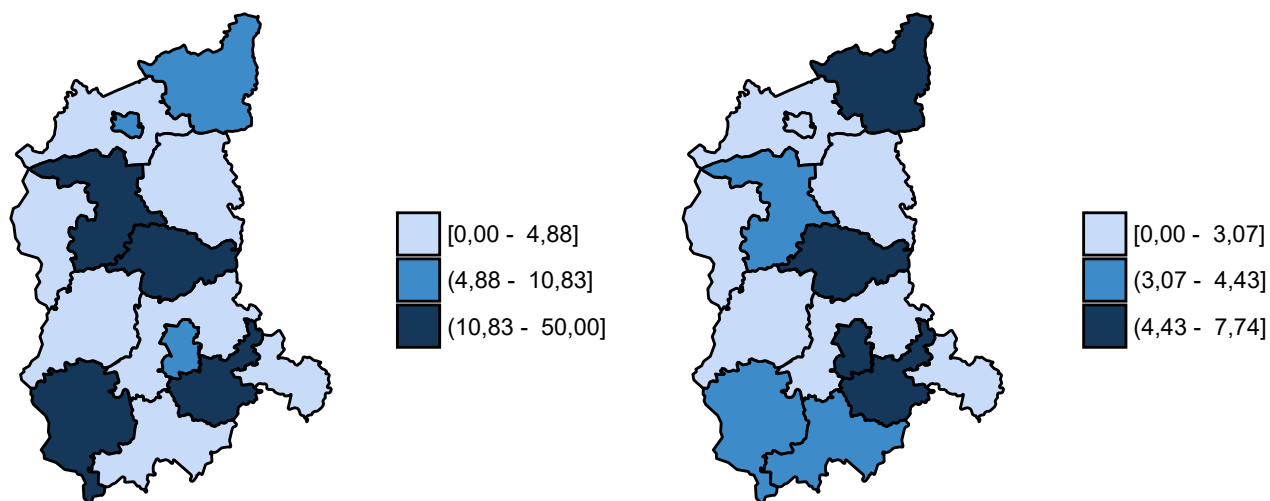 [0,00 - 4,88]
(4,88 - 10,83]
(10,83 - 50,00]
[0,00 - 3,07]
(3,07 - 4,43]
(4,43 - 7,74]